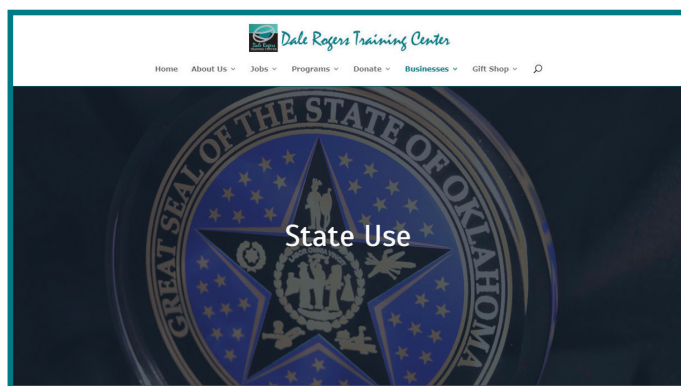 Dale Rogers Training Center
Home About Us Jobs Programs Donate Businesses Gift Shop
GREAT SEAL OF THE STATE OF OKLAHOMA
State Use